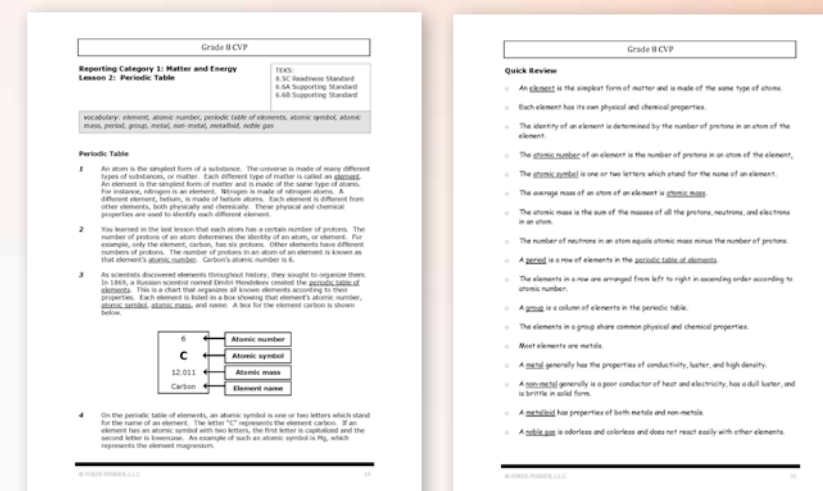 Grade 8 CVP
Reporting Category 1: Matter and Energy
Lesson 2: Periodic Table
TEKS:
8.5C Readiness Standard
6.6A Supporting Standard
6.6B Supporting Standard
vocabulary: element, atomic number, periodic table of elements, atomic symbol, atomic
mass, period, group, metal, non-metal, metalloid, noble gas
Periodic Table
1 An atom is the simplest form of a substance. The universe is made of many different
types of substances, or matter. Each different type of matter is called an element.
An element is the simplest form of matter and is made of the same type of atoms.
For instance, nitrogen is an element. Nitrogen is made of nitrogen atoms. A
different element, helium, is made of helium atoms. Each element is different from
other elements, both physically and chemically. These physical and chemical
properties are used to identify each different element.
2 You learned in the last lesson that each atom has a certain number of protons. The
number of protons of an atom determines the identity of an atom, or element. For
example, only the element, carbon, has six protons. Other elements have different
numbers of protons. The number of protons in an atom of an element is known as
that element's atomic number. Carbon's atomic number is 6.
3 As scientists discovered elements throughout history, they sought to organize them.
In 1869, a Russian scientist named Dmitri Mendeleev created the periodic table of
elements. This is a chart that organizes all known elements according to their
properties. Each element is listed in a box showing that element's atomic number,
atomic symbol, atomic mass, and name. A box for the element carbon is shown
below.
6 Atomic number
C Atomic symbol
12.011 Atomic mass
Carbon Element name
4 On the periodic table of elements, an atomic symbol is one or two letters which stand
for the name of an element. The letter "C" represents the element carbon. If an
element has an atomic symbol with two letters, the first letter is capitalized and the
second letter is lowercase. An example of such an atomic symbol is Mg, which
represents the element magnesium.
Grade 8 CVP
Quick Review
An element is the simplest form of matter and is made of the same type of atoms.
Each element has its own physical and chemical properties.
The identity of an element is determined by the number of protons in an atom of the
element.
The atomic number of an element is the number of protons in an atom of the element.
The atomic symbol is one or two letters which stand for the name of an element.
The average mass of an atom of an element is atomic mass.
The atomic mass is the sum of the masses of all the protons, neutrons, and electrons
in an atom.
The number of neutrons in an atom equals atomic mass minus the number of protons.
A period is a row of elements in the periodic table of elements.
The elements in a row are arranged from left to right in ascending order according to
atomic number.
A group is a column of elements in the periodic table.
The elements in a group share common physical and chemical properties.
Most elements are metals.
A metal generally has the properties of conductivity, luster, and high density.
A non-metal generally is a poor conductor of heat and electricity, has a dull luster, and
is brittle in solid form.
A metalloid has properties of both metals and non-metals.
A noble gas is odorless and colorless and does not react easily with other elements.